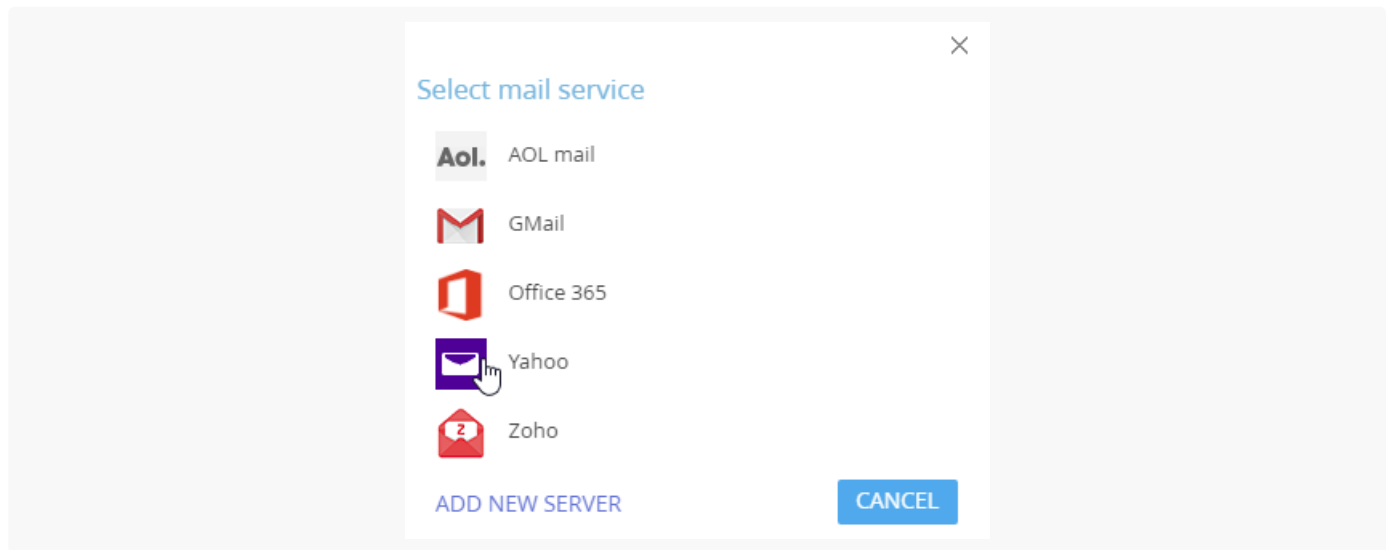 Select mail service
Aol. AOL mail
GMail
Office 365
Yahoo
Z Zoho
ADD NEW SERVER CANCEL